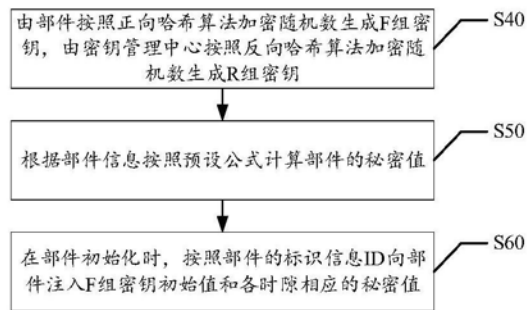 由部件按照正向哈希算法加密随机数生成F组密
钥，由密钥管理中心按照反向哈希算法加密随
机数生成R组密钥
S40
根据部件信息按照预设公式计算部件的秘密值
S50
在部件初始化时，按照部件的标识信息ID向部
件注入F组密钥初始值和各时隙相应的秘密值
S60